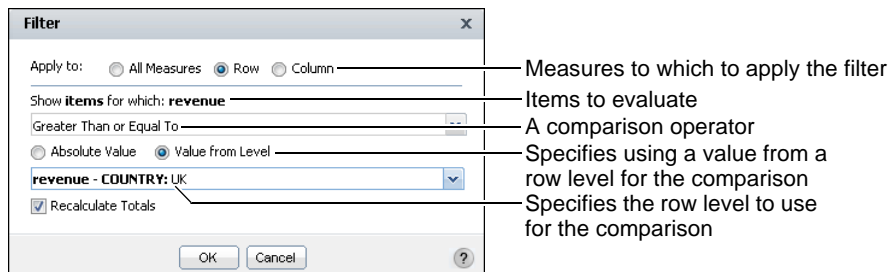 Filter x
Apply to: All Measures Row Column
Measures to which to apply the filter
Show items for which: revenue
Items to evaluate
Greater Than or Equal To
A comparison operator
Absolute Value Value from Level
Specifies using a value from a
row level for the comparison
revenue - COUNTRY: UK
Specifies the row level to use
for the comparison
Recalculate Totals
OK Cancel ?